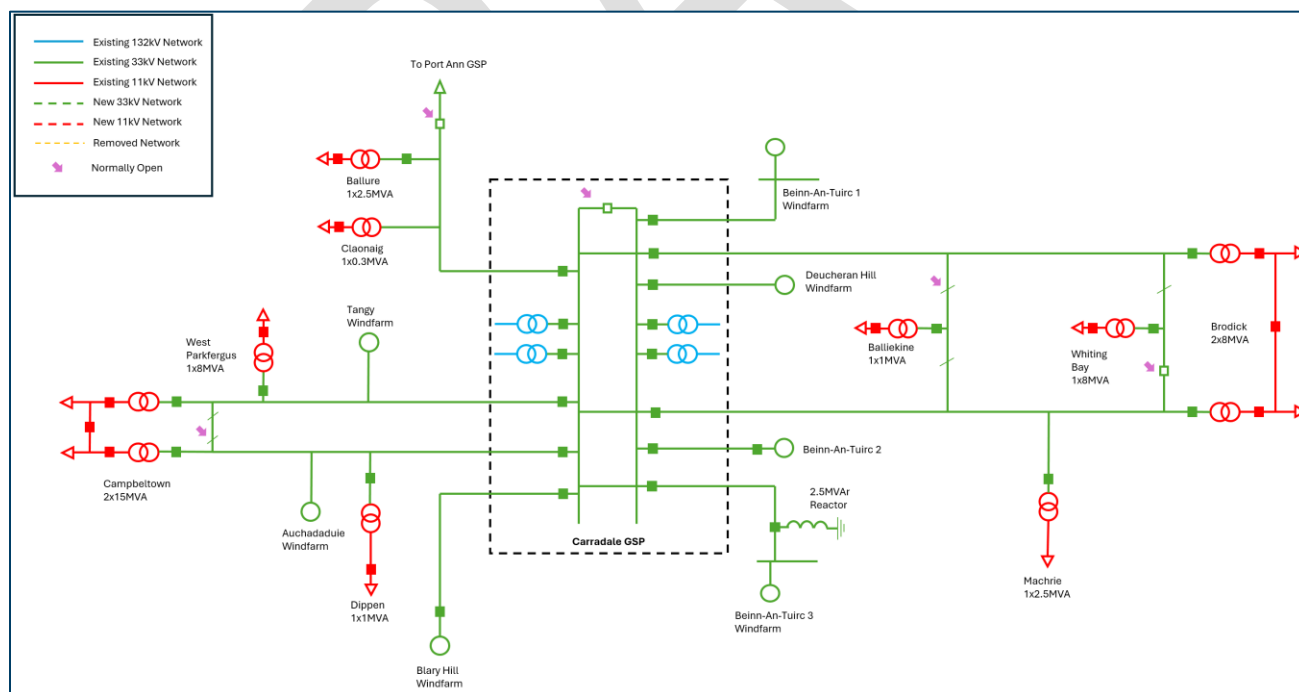 Existing 132kV Network
Existing 33kV Network
Existing 11kV Network
New 33kV Network
New 11kV Network
Removed Network
Normally Open
To Port Ann GSP
Ballure
1x2.5MVA
Claonaig
1x0.3MVA
Tangy
Windfarm
West
Parkfergus
1x8MVA
Campbeltown
2x15MVA
Auchadaduie
Windfarm
Dippen
1x1MVA
Blary Hill
Windfarm
Carradale GSP
Beinn-An-Tuirc 1
Windfarm
Deucheran Hill
Windfarm
Balliekine
1x1MVA
Whiting
Bay
1x8MVA
Brodick
2x8MVA
Beinn-An-Tuirc 2
2.5MVAr
Reactor
Beinn-An-Tuirc 3
Windfarm
Machrie
1x2.5MVA